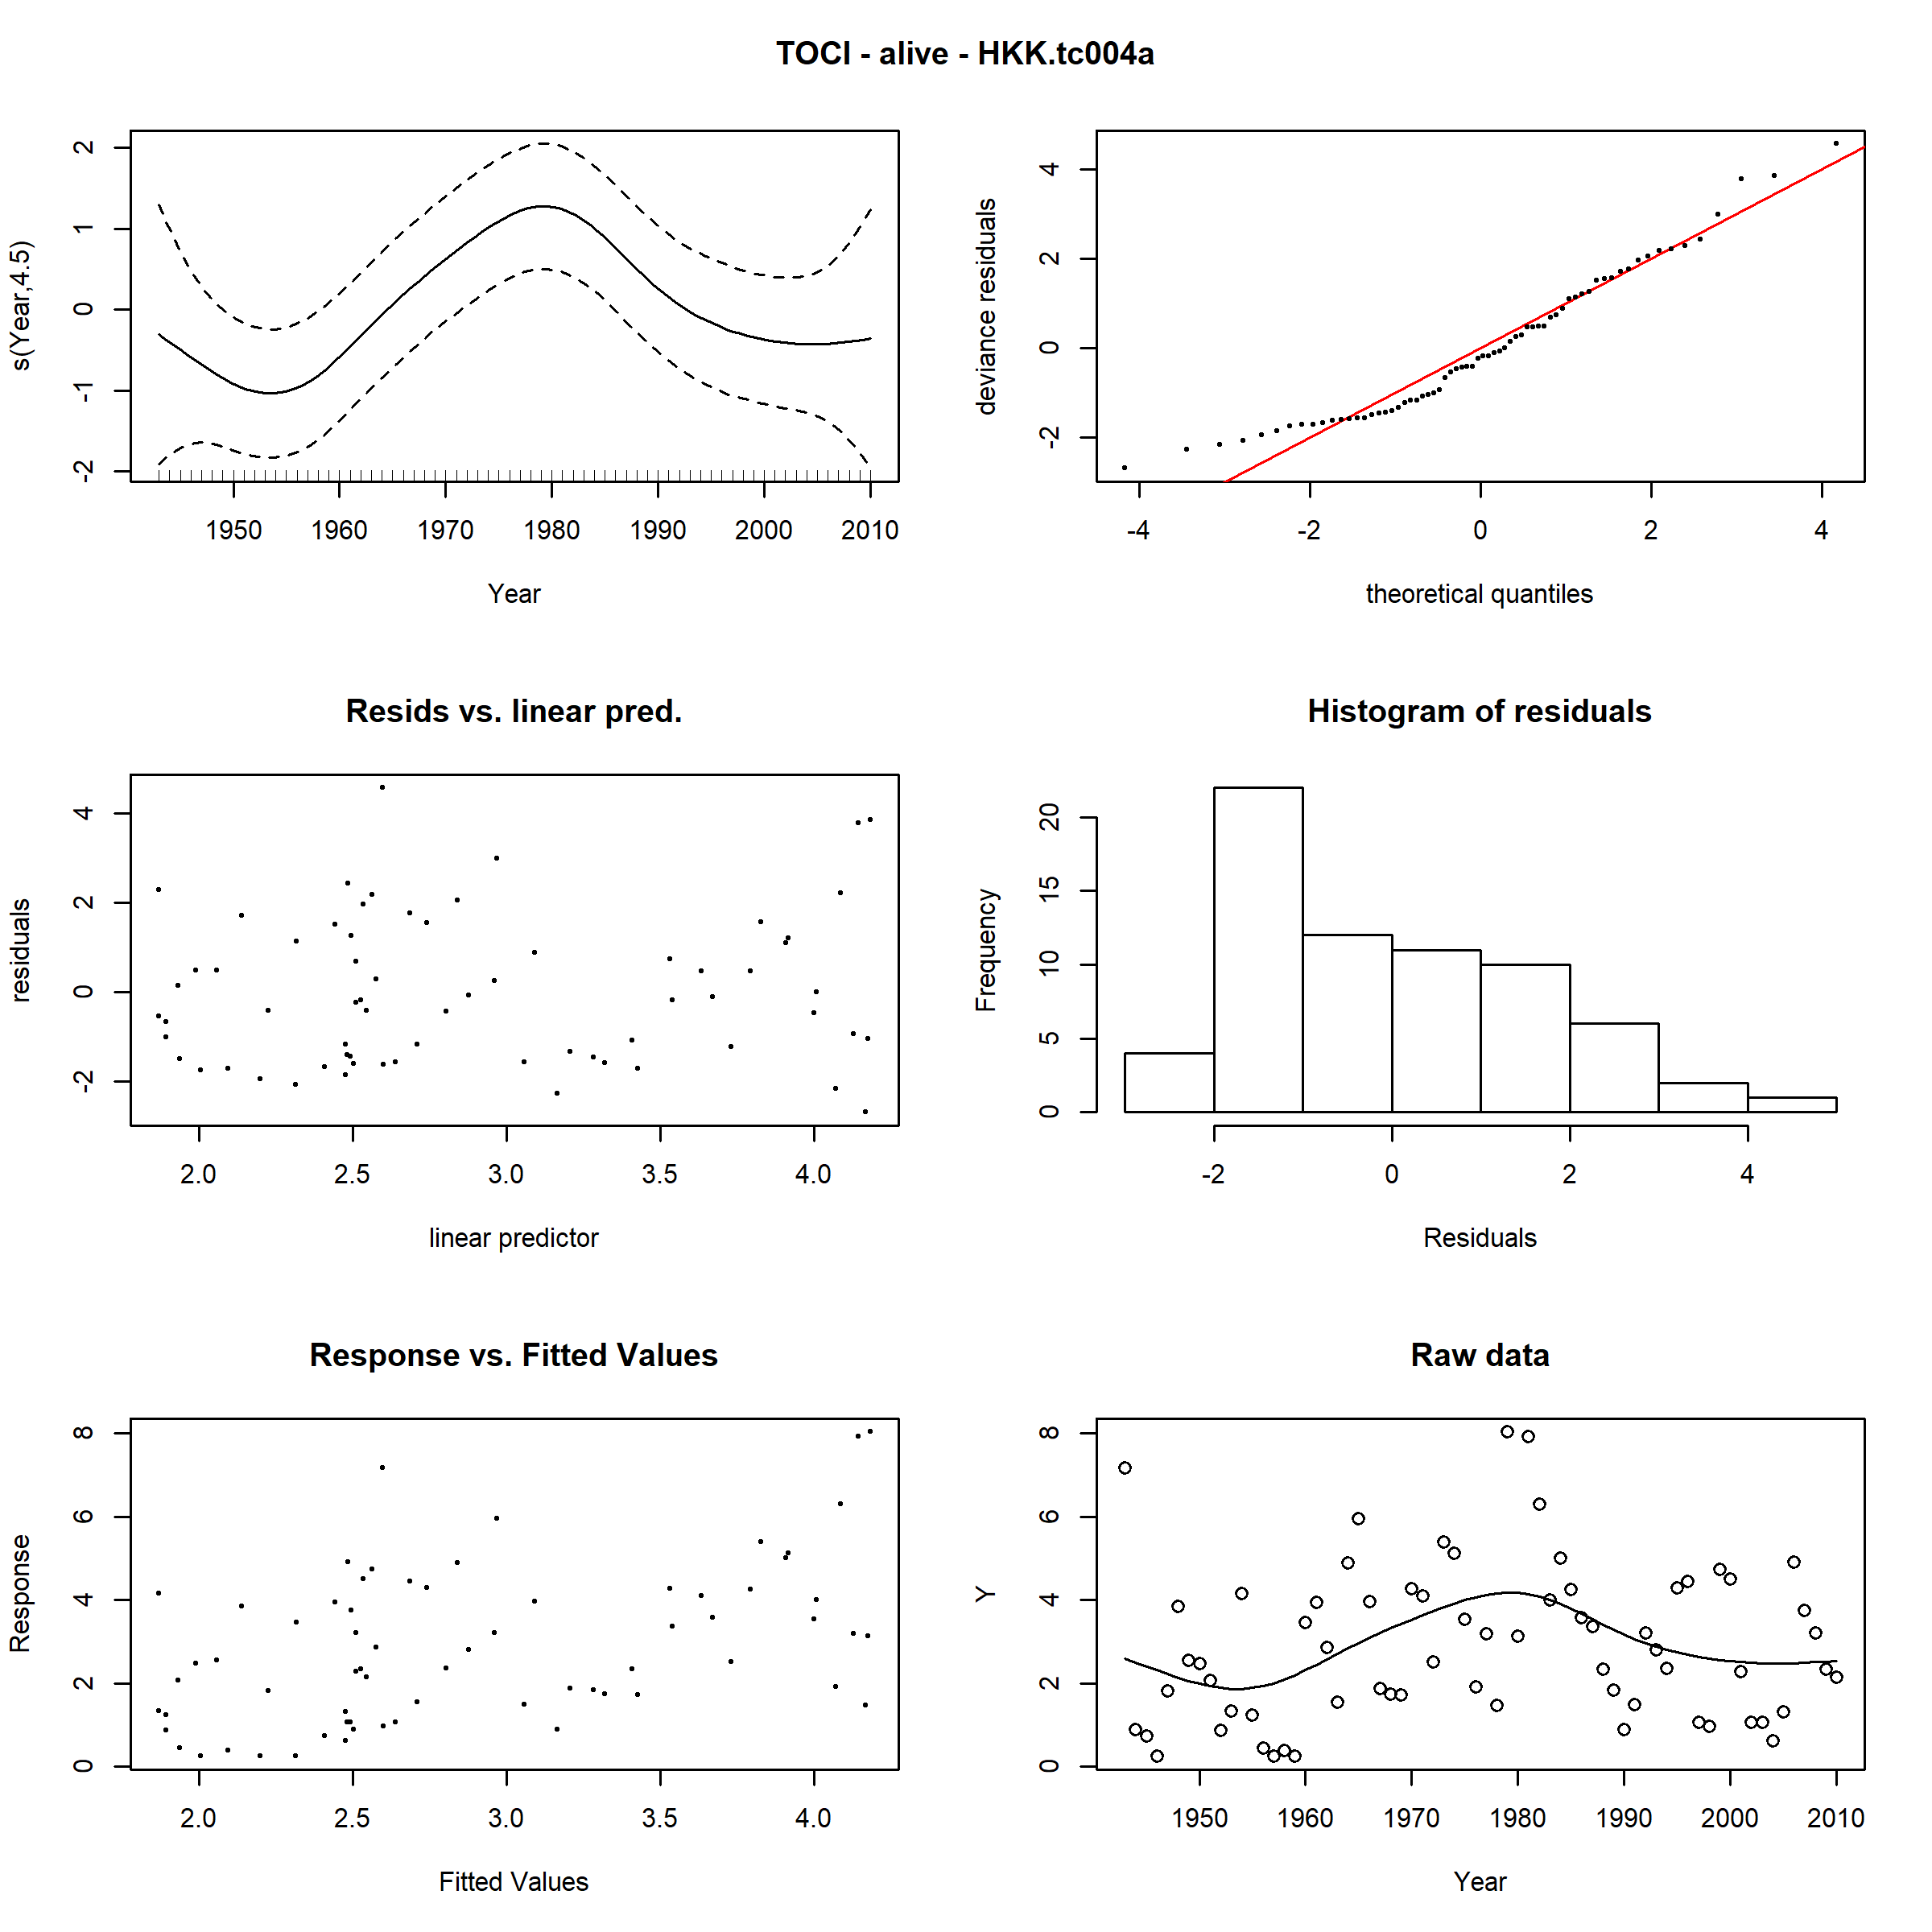 TOCI - alive - HKK.tc004a
s(Year,4.5)
2
1
0
-1
-2
1950 1960 1970 1980 1990 2000 2010
Year
deviance residuals
4
2
0
-2
-4 -2 0 2 4
theoretical quantiles
Resids vs. linear pred.
residuals
4
2
0
-2
2.0 2.5 3.0 3.5 4.0
linear predictor
Histogram of residuals
Frequency
20
15
10
5
0
-2 0 2 4
Residuals
Response vs. Fitted Values
Response
8
6
4
2
0
2.0 2.5 3.0 3.5 4.0
Fitted Values
Raw data
Y
8
6
4
2
0
1950 1960 1970 1980 1990 2000 2010
Year